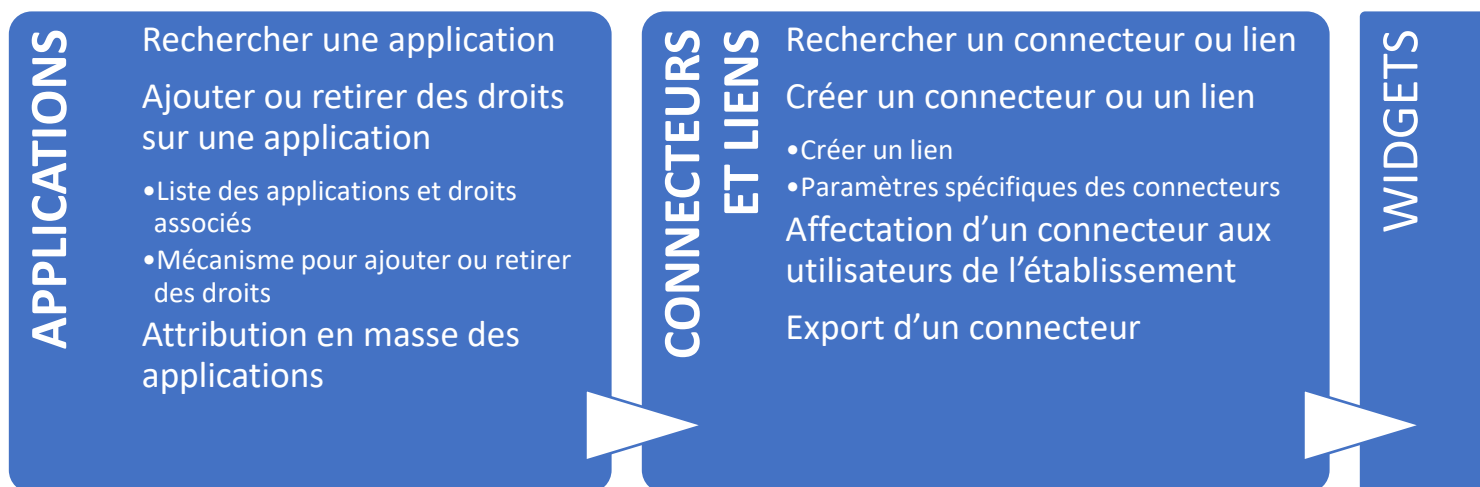 APPLICATIONS
Rechercher une application
Ajouter ou retirer des droits
sur une application
•Liste des applications et droits
associés
•Mécanisme pour ajouter ou retirer
des droits
Attribution en masse des
applications
CONNECTEURS
ET LIENS
Rechercher un connecteur ou lien
Créer un connecteur ou un lien
•Créer un lien
•Paramètres spécifiques des connecteurs
Affectation d’un connecteur aux
utilisateurs de l’établissement
Export d’un connecteur
WIDGETS